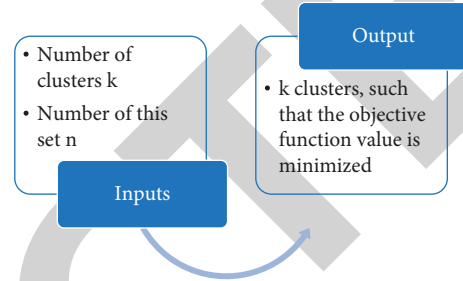 • Number of
clusters k
• Number of this
set n
Inputs
Output
• k clusters, such
that the objective
function value is
minimized